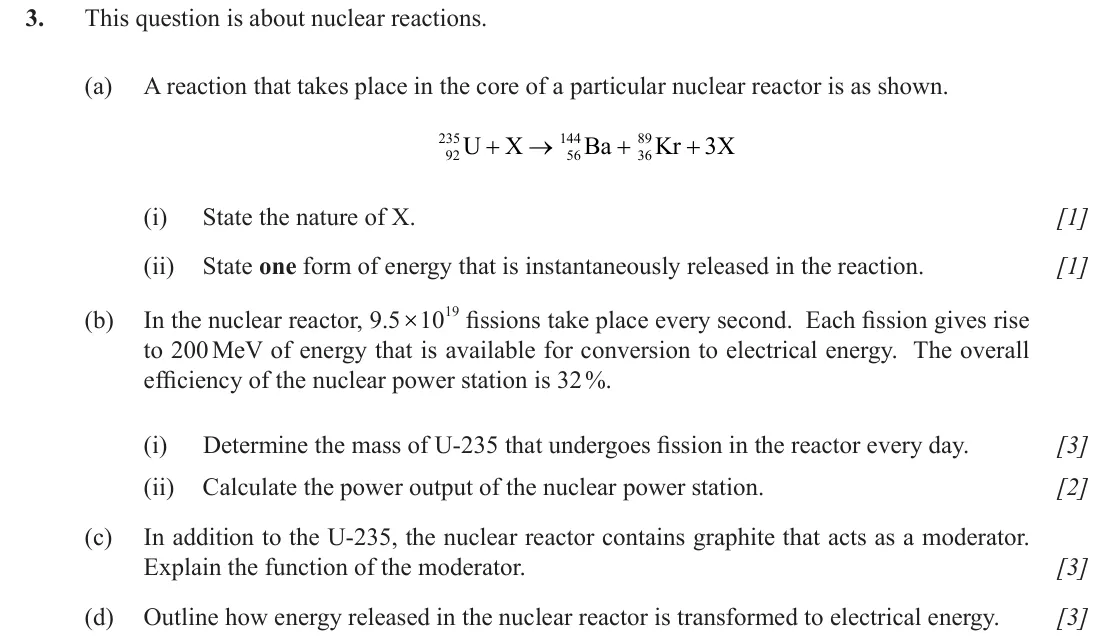 3. This question is about nuclear reactions.
(a) A reaction that takes place in the core of a particular nuclear reactor is as shown.
²³⁵₉₂U + X → ¹⁴⁴₅₆Ba + ⁸⁹₃₆Kr + 3X
(i) State the nature of X. [1]
(ii) State one form of energy that is instantaneously released in the reaction. [1]
(b) In the nuclear reactor, 9.5×10¹⁹ fissions take place every second. Each fission gives rise
to 200 MeV of energy that is available for conversion to electrical energy. The overall
efficiency of the nuclear power station is 32 %.
(i) Determine the mass of U-235 that undergoes fission in the reactor every day. [3]
(ii) Calculate the power output of the nuclear power station. [2]
(c) In addition to the U-235, the nuclear reactor contains graphite that acts as a moderator.
Explain the function of the moderator. [3]
(d) Outline how energy released in the nuclear reactor is transformed to electrical energy. [3]